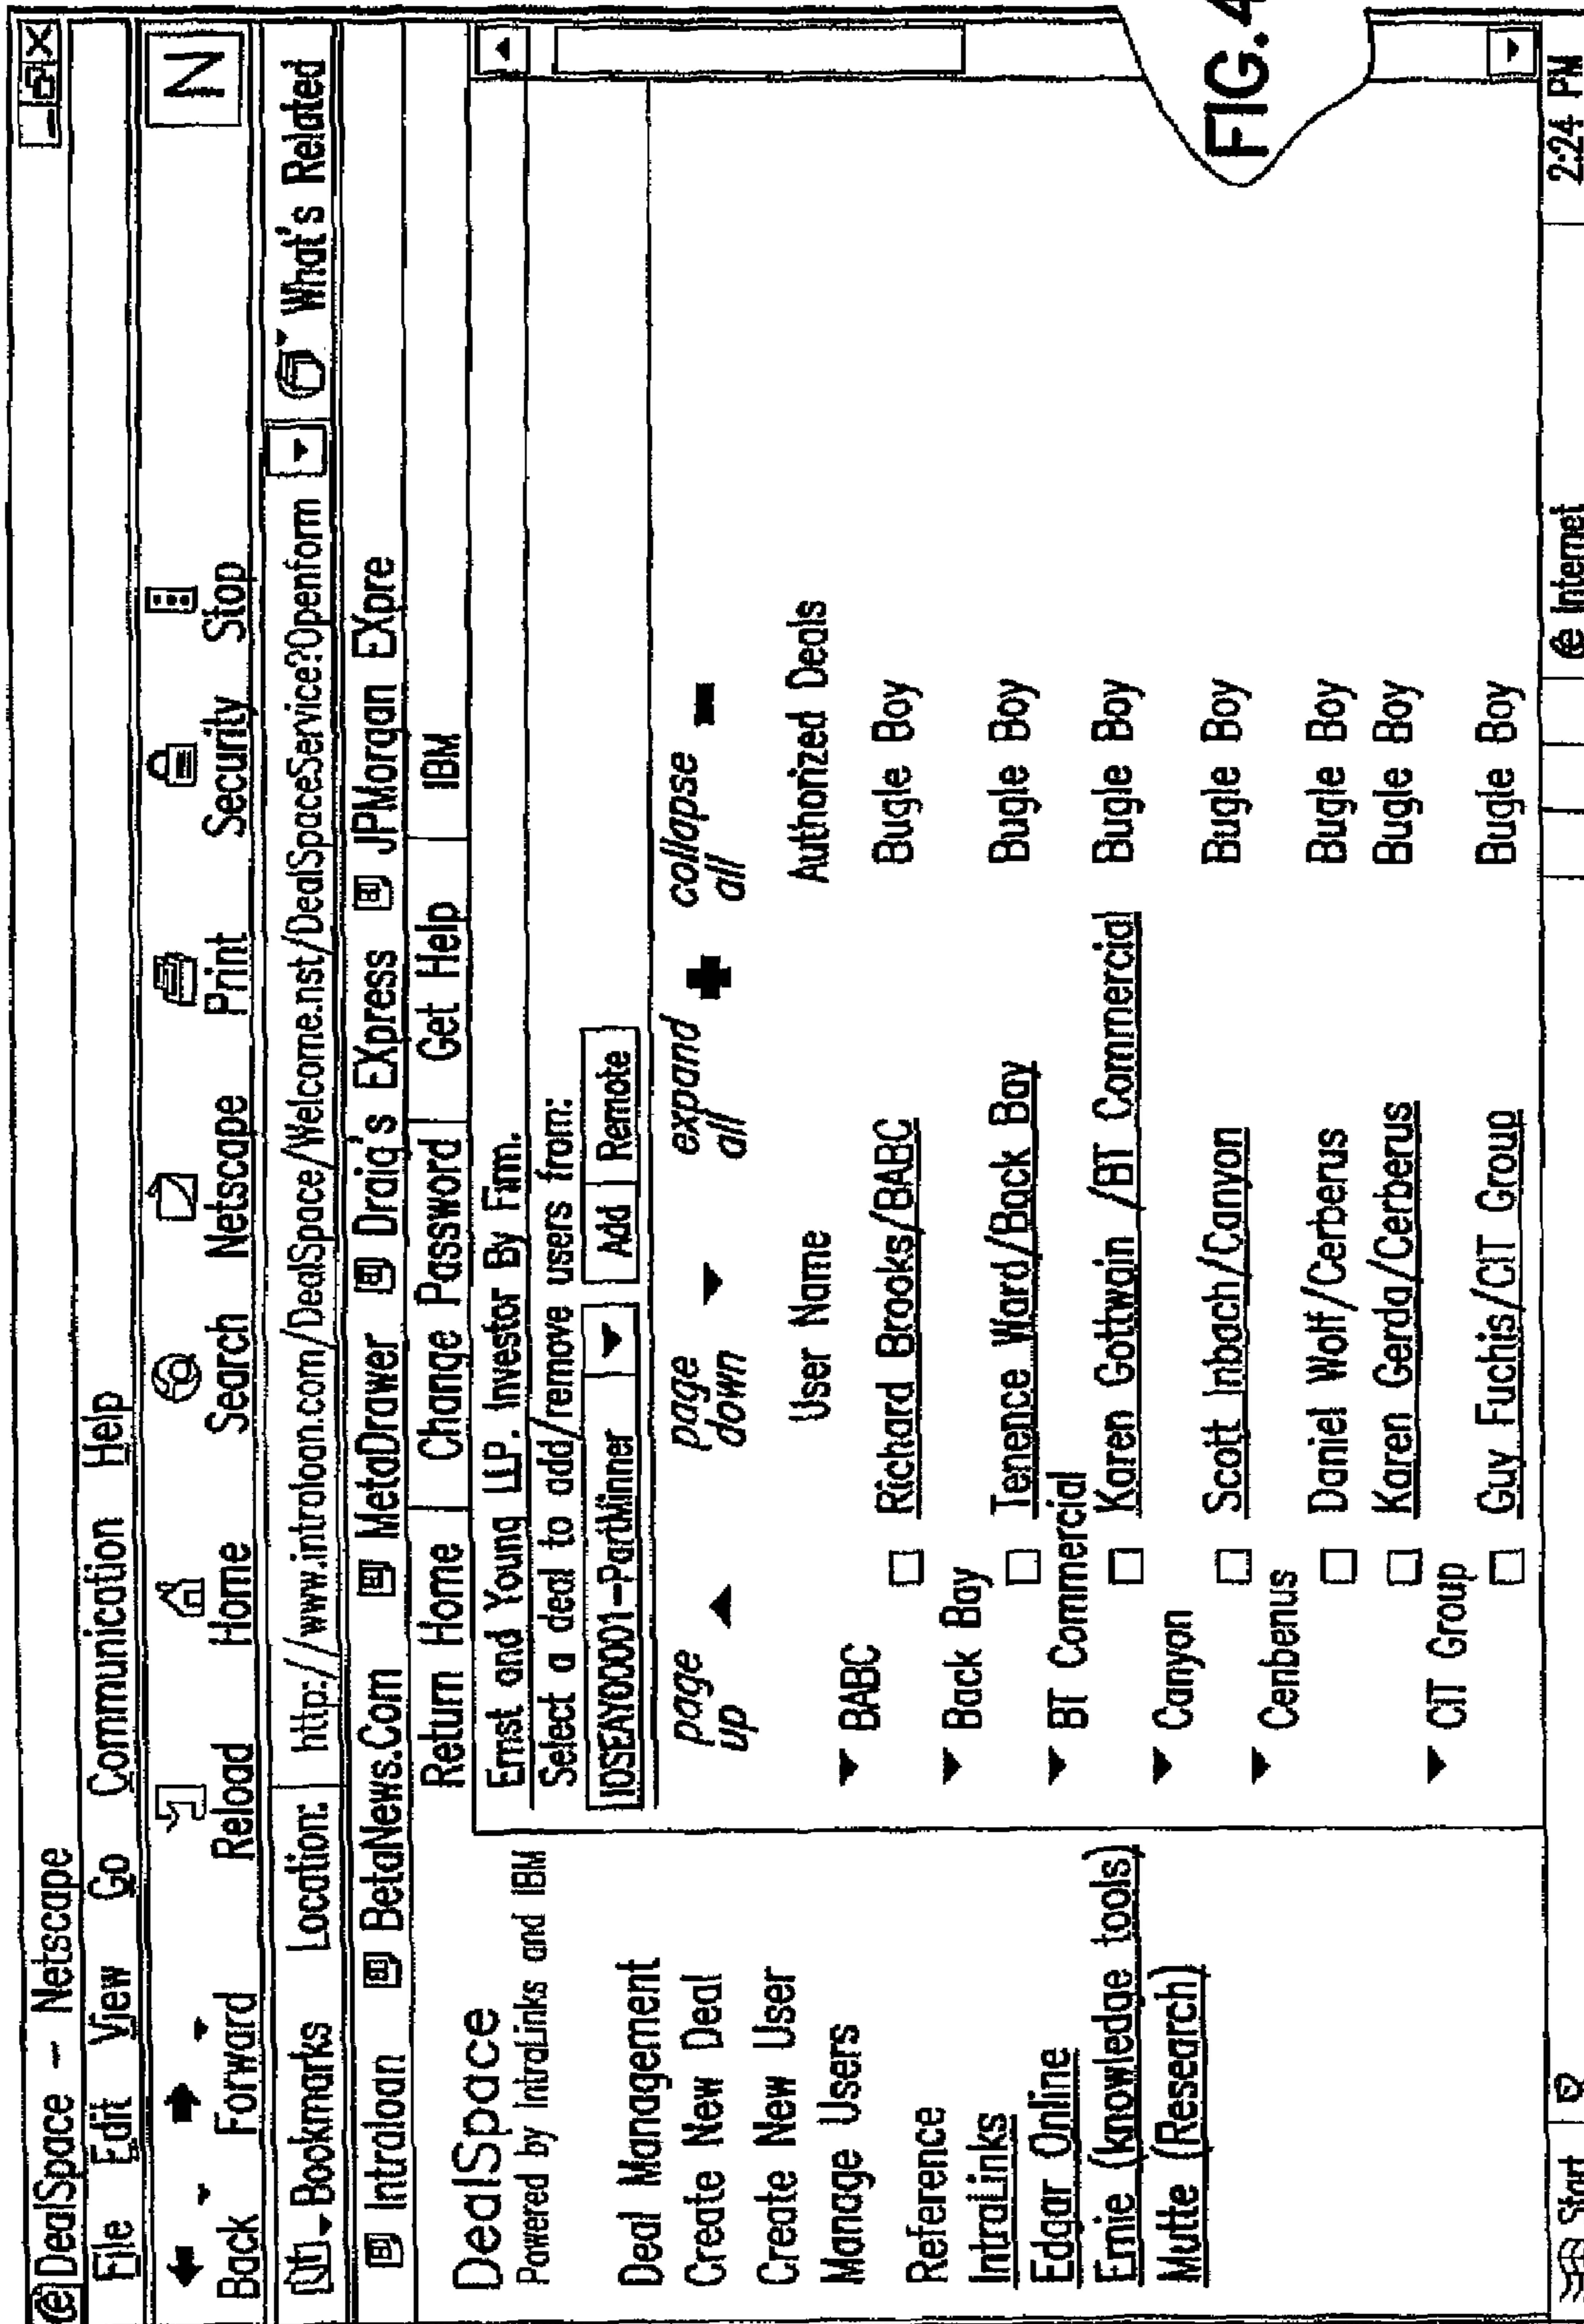 DealSpace – Netscape
File Edit View Go Communication Help
Back Forward Reload Home Search Netscape Print Security Stop N
Bookmarks Location: http://www.intraloan.com/DealSpace/Welcome.nst/DealSpaceService?Openform What's Related
Intraloan BetaNews.Com MetaDrawer Draig's EXpress JPMorgan EXpre
Return Home Change Password Get Help IBM
DealSpace
Powered by IntraLinks and IBM
Deal Management
Create New Deal
Create New User
Manage Users
Reference
IntraLinks
Edgar Online
Ernie (knowledge tools)
Mutte (Research)
Ernst and Young LLP. Investor By Firm.
Select a deal to add/remove users from:
IOSEAY0001–PartMinner Add Remote
page up page down expand all collapse all
User Name Authorized Deals
BABC
Richard Brooks/BABC Bugle Boy
Back Bay
Tenence Ward/Back Bay Bugle Boy
BT Commercial
Karen Gottwain /BT Commercial Bugle Boy
Canyon
Scott Inbach/Canyon Bugle Boy
Cenbenus
Daniel Wolf/Cerberus Bugle Boy
Karen Gerda/Cerberus Bugle Boy
CIT Group
Guy Fuchis/CIT Group Bugle Boy
Start Internet 2:24 PM
FIG.4